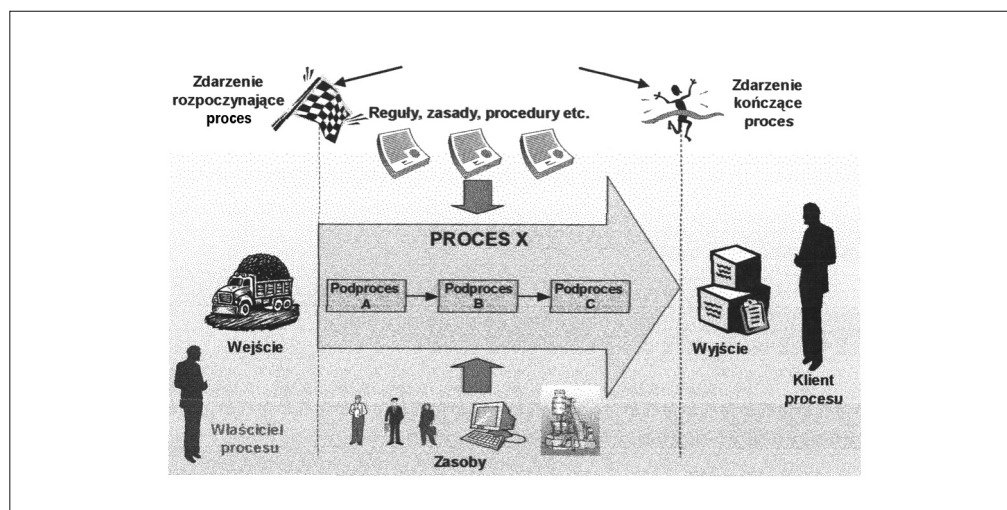 Zdarzenie
rozpoczynające
proces
Reguły, zasady, procedury etc.
Zdarzenie
kończące
proces
PROCES X
Podproces
A
Podproces
B
Podproces
C
Wejście
Wyjście
Klient
procesu
Właściciel
procesu
Zasoby